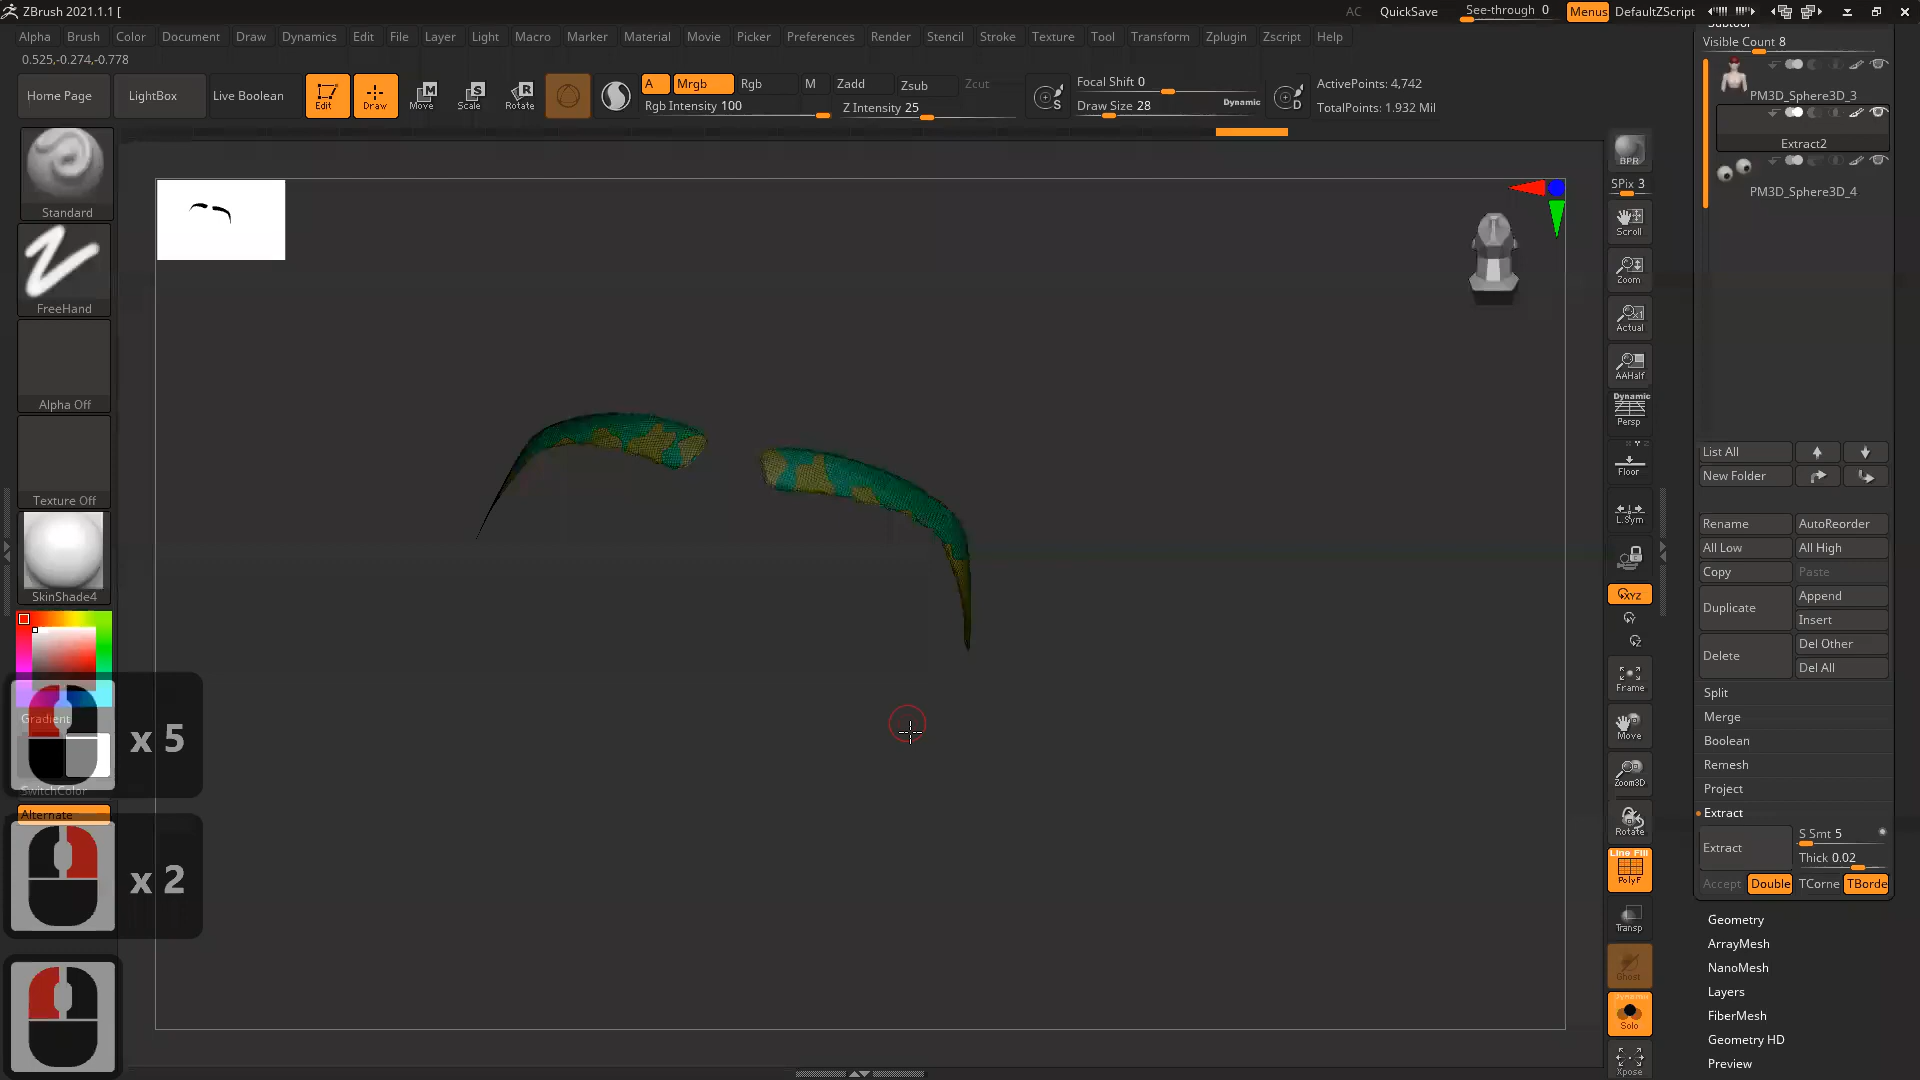 ZBrush 2021.1.1 [
AC
QuickSave
See-through 0
Menus
DefaultZScript
Alpha Brush Color Document Draw Dynamics Edit File Layer Light Macro Marker Material Movie Picker Preferences Render Stencil Stroke Texture Tool Transform Zplugin Zscript Help
0.525,-0.274,-0.778
Home Page
LightBox
Live Boolean
Edit
Draw
Move
Scale
Rotate
A
Mrgb
Rgb
M
Zadd
Zsub
Zcut
Rgb Intensity 100
Z Intensity 25
Focal Shift 0
Draw Size 28
Dynamic
ActivePoints: 4,742
TotalPoints: 1.932 Mil
Standard
FreeHand
Alpha Off
Texture Off
SkinShade4
Gradient
SwitchColor
Alternate
x 5
x 2
BPR
SPix 3
Scroll
Zoom
Actual
AAHalf
Dynamic
Persp
Floor
L.Sym
XYZ
Frame
Move
Zoom3D
Rotate
Line Fill
PolyF
Transp
Ghost
Dynamic
Solo
Xpose
Subtool
Visible Count 8
PM3D_Sphere3D_3
Extract2
PM3D_Sphere3D_4
List All
New Folder
Rename
AutoReorder
All Low
All High
Copy
Paste
Duplicate
Append
Insert
Delete
Del Other
Del All
Split
Merge
Boolean
Remesh
Project
Extract
Extract
S Smt 5
Thick 0.02
Accept
Double
TCorne
TBorde
Geometry
ArrayMesh
NanoMesh
Layers
FiberMesh
Geometry HD
Preview